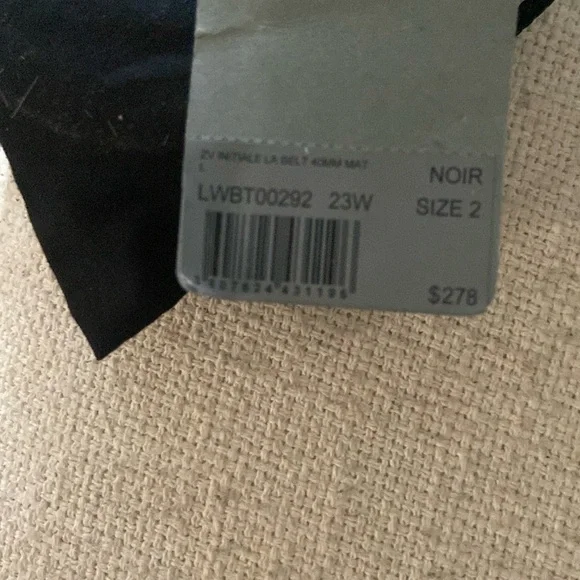 ZV INITIALE LA BELT 40MM MAT
L
NOIR
LWBT00292 23W
SIZE 2
$278